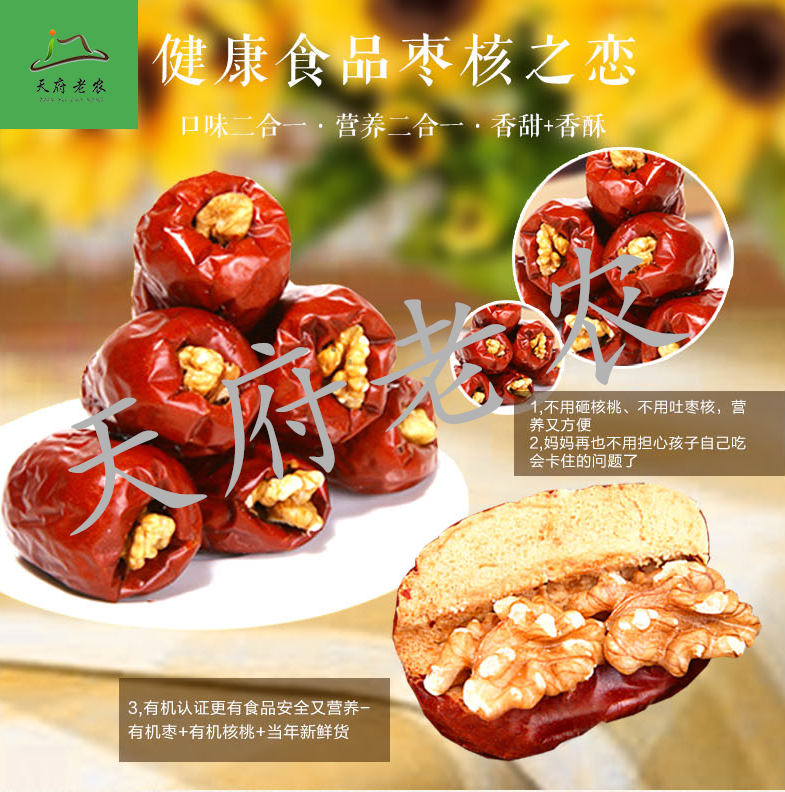 天府老农
健康食品枣核之恋
口味二合一·营养二合一·香甜+香酥
天府老农
1,不用砸核桃、不用吐枣核，营
养又方便
2,妈妈再也不用担心孩子自己吃
会卡住的问题了
3,有机认证更有食品安全又营养-
有机枣+有机核桃+当年新鲜货